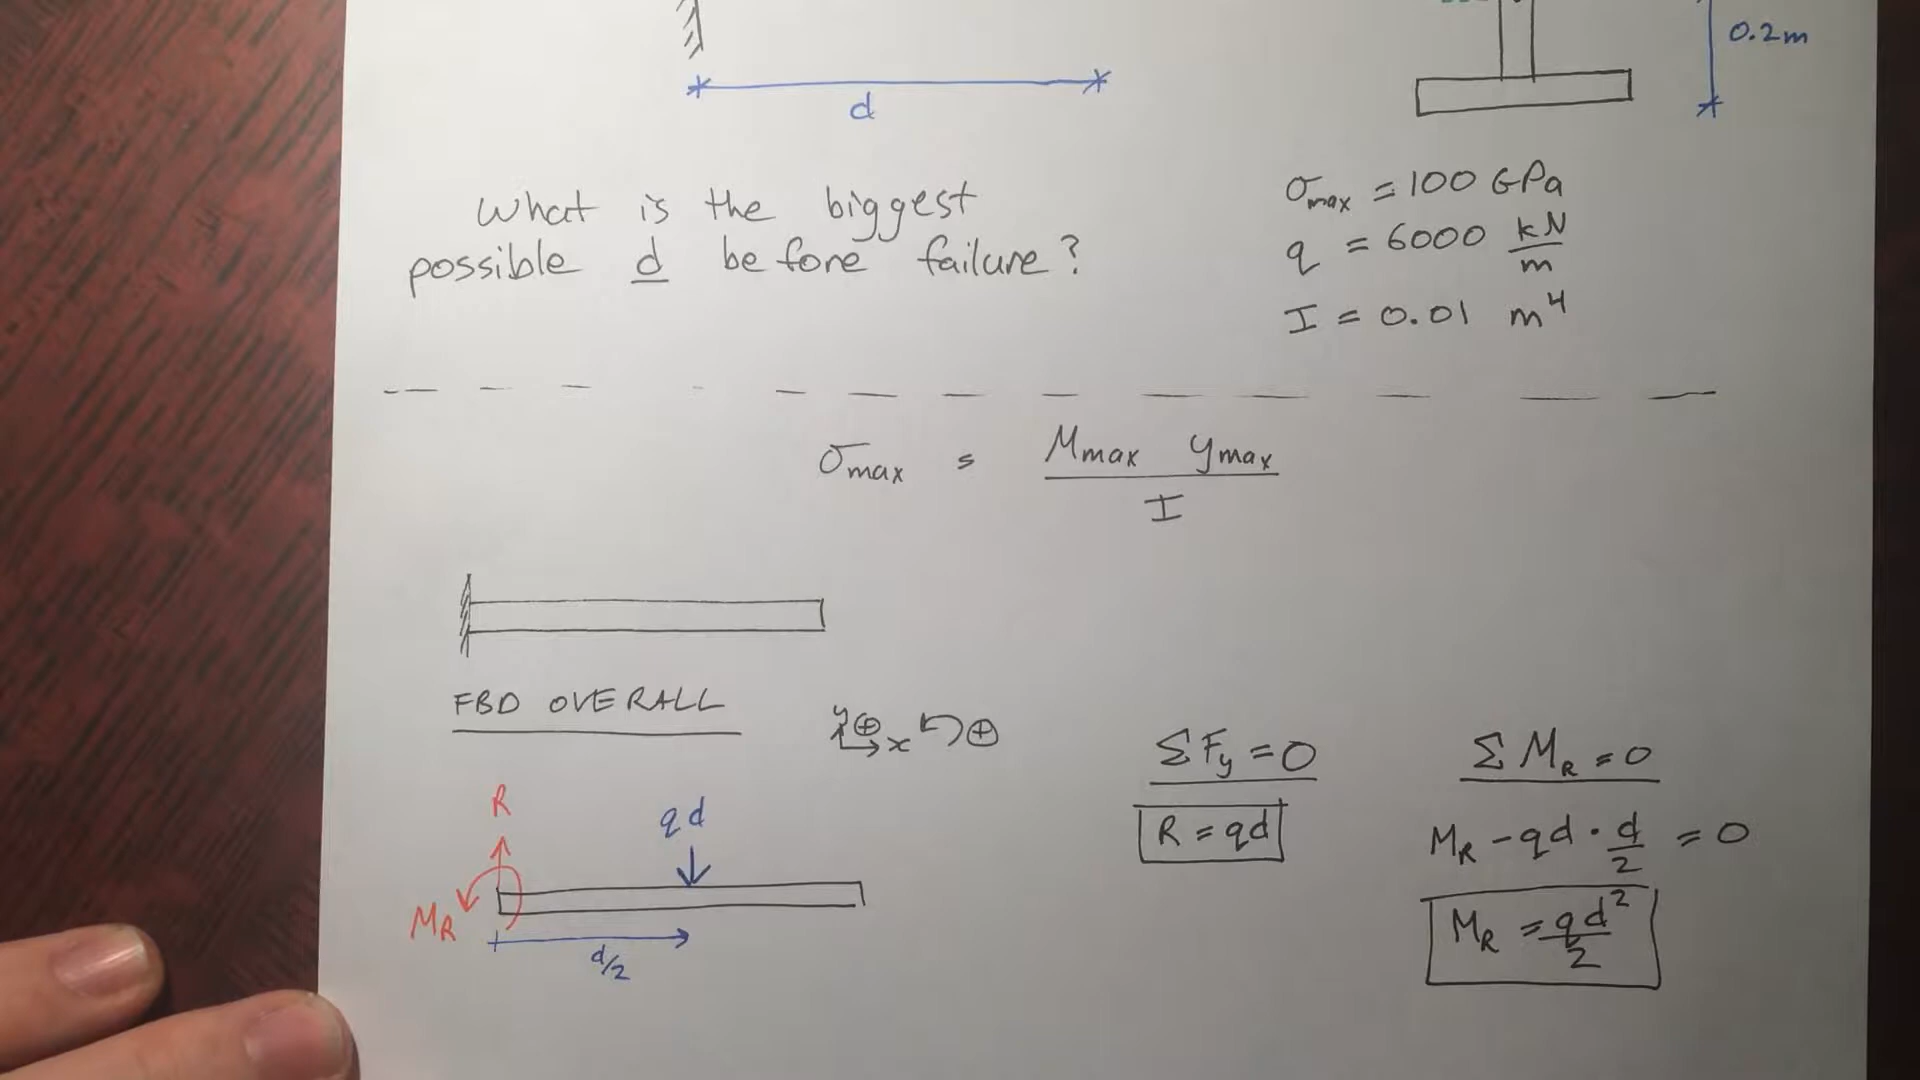 0.2m
d
What is the biggest
possible d before failure?
σmax = 100 GPa
q = 6000 kN/m
I = 0.01 m⁴
σmax = Mmax ymax / I
FBD OVERALL
y ⊕ x ⊕
R
qd
MR
d/2
ΣFy = 0
R = qd
ΣMR = 0
MR - qd · d/2 = 0
MR = qd²/2